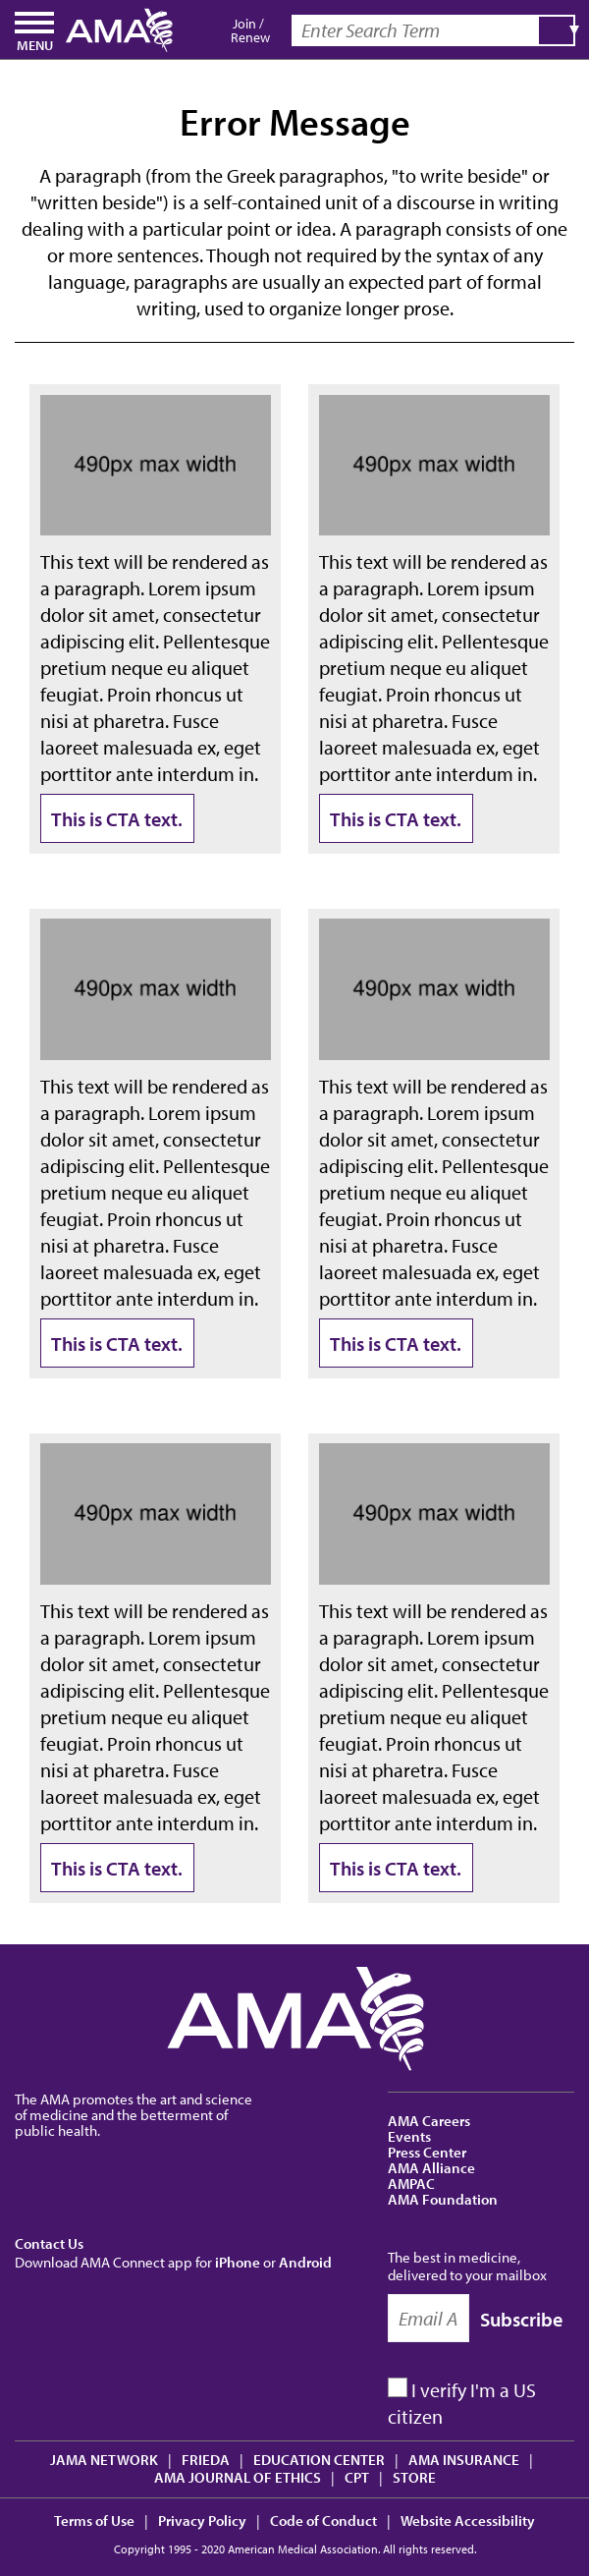 MENU
AMA
Join /
Renew
Enter Search Term
Error Message
A paragraph (from the Greek paragraphos, "to write beside" or
"written beside") is a self-contained unit of a discourse in writing
dealing with a particular point or idea. A paragraph consists of one
or more sentences. Though not required by the syntax of any
language, paragraphs are usually an expected part of formal
writing, used to organize longer prose.
490px max width
This text will be rendered as
a paragraph. Lorem ipsum
dolor sit amet, consectetur
adipiscing elit. Pellentesque
pretium neque eu aliquet
feugiat. Proin rhoncus ut
nisi at pharetra. Fusce
laoreet malesuada ex, eget
porttitor ante interdum in.
This is CTA text.
490px max width
This text will be rendered as
a paragraph. Lorem ipsum
dolor sit amet, consectetur
adipiscing elit. Pellentesque
pretium neque eu aliquet
feugiat. Proin rhoncus ut
nisi at pharetra. Fusce
laoreet malesuada ex, eget
porttitor ante interdum in.
This is CTA text.
490px max width
This text will be rendered as
a paragraph. Lorem ipsum
dolor sit amet, consectetur
adipiscing elit. Pellentesque
pretium neque eu aliquet
feugiat. Proin rhoncus ut
nisi at pharetra. Fusce
laoreet malesuada ex, eget
porttitor ante interdum in.
This is CTA text.
490px max width
This text will be rendered as
a paragraph. Lorem ipsum
dolor sit amet, consectetur
adipiscing elit. Pellentesque
pretium neque eu aliquet
feugiat. Proin rhoncus ut
nisi at pharetra. Fusce
laoreet malesuada ex, eget
porttitor ante interdum in.
This is CTA text.
490px max width
This text will be rendered as
a paragraph. Lorem ipsum
dolor sit amet, consectetur
adipiscing elit. Pellentesque
pretium neque eu aliquet
feugiat. Proin rhoncus ut
nisi at pharetra. Fusce
laoreet malesuada ex, eget
porttitor ante interdum in.
This is CTA text.
490px max width
This text will be rendered as
a paragraph. Lorem ipsum
dolor sit amet, consectetur
adipiscing elit. Pellentesque
pretium neque eu aliquet
feugiat. Proin rhoncus ut
nisi at pharetra. Fusce
laoreet malesuada ex, eget
porttitor ante interdum in.
This is CTA text.
AMA
The AMA promotes the art and science
of medicine and the betterment of
public health.
Contact Us
Download AMA Connect app for iPhone or Android
AMA Careers
Events
Press Center
AMA Alliance
AMPAC
AMA Foundation
The best in medicine,
delivered to your mailbox
Email A
Subscribe
I verify I'm a US
citizen
JAMA NETWORK | FRIEDA | EDUCATION CENTER | AMA INSURANCE |
AMA JOURNAL OF ETHICS | CPT | STORE
Terms of Use | Privacy Policy | Code of Conduct | Website Accessibility
Copyright 1995 - 2020 American Medical Association. All rights reserved.